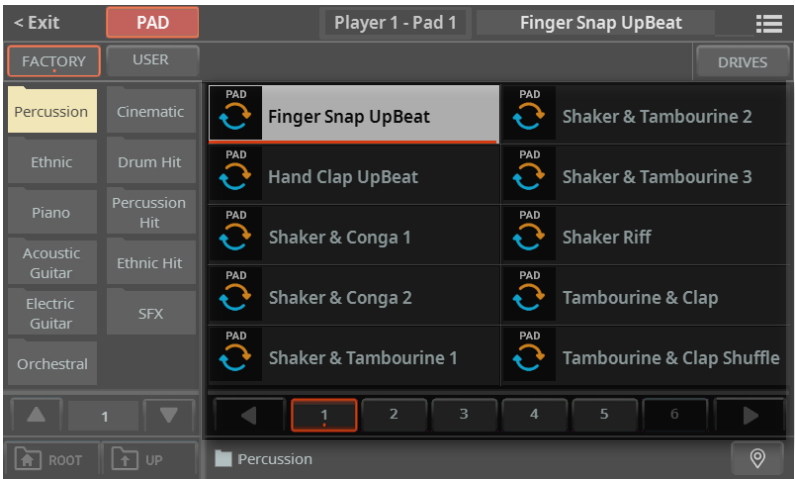 < Exit
PAD
Player 1 - Pad 1
Finger Snap UpBeat
FACTORY
USER
DRIVES
Percussion
Cinematic
Ethnic
Drum Hit
Piano
Percussion
Hit
Acoustic
Guitar
Ethnic Hit
Electric
Guitar
SFX
Orchestral
PAD
Finger Snap UpBeat
PAD
Shaker & Tambourine 2
PAD
Hand Clap UpBeat
PAD
Shaker & Tambourine 3
PAD
Shaker & Conga 1
PAD
Shaker Riff
PAD
Shaker & Conga 2
PAD
Tambourine & Clap
PAD
Shaker & Tambourine 1
PAD
Tambourine & Clap Shuffle
1
1
2
3
4
5
6
ROOT
UP
Percussion